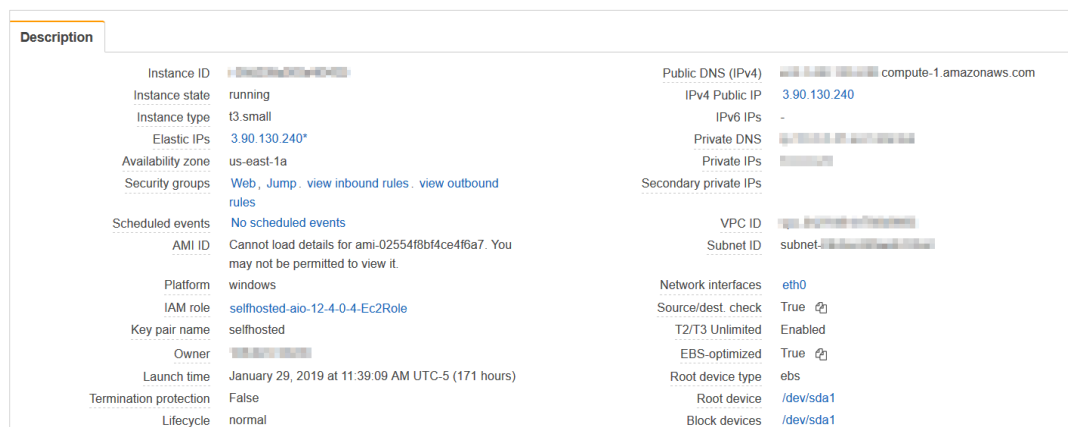 Description
Instance ID
Public DNS (IPv4) compute-1.amazonaws.com
Instance state running
IPv4 Public IP 3.90.130.240
Instance type t3.small
IPv6 IPs -
Elastic IPs 3.90.130.240*
Private DNS
Availability zone us-east-1a
Private IPs
Security groups Web, Jump. view inbound rules. view outbound
rules
Secondary private IPs
Scheduled events No scheduled events
VPC ID
AMI ID Cannot load details for ami-02554f8bf4ce4f6a7. You
may not be permitted to view it.
Subnet ID subnet-
Platform windows
Network interfaces eth0
IAM role selfhosted-aio-12-4-0-4-Ec2Role
Source/dest. check True
Key pair name selfhosted
T2/T3 Unlimited Enabled
Owner
EBS-optimized True
Launch time January 29, 2019 at 11:39:09 AM UTC-5 (171 hours)
Root device type ebs
Termination protection False
Root device /dev/sda1
Lifecycle normal
Block devices /dev/sda1